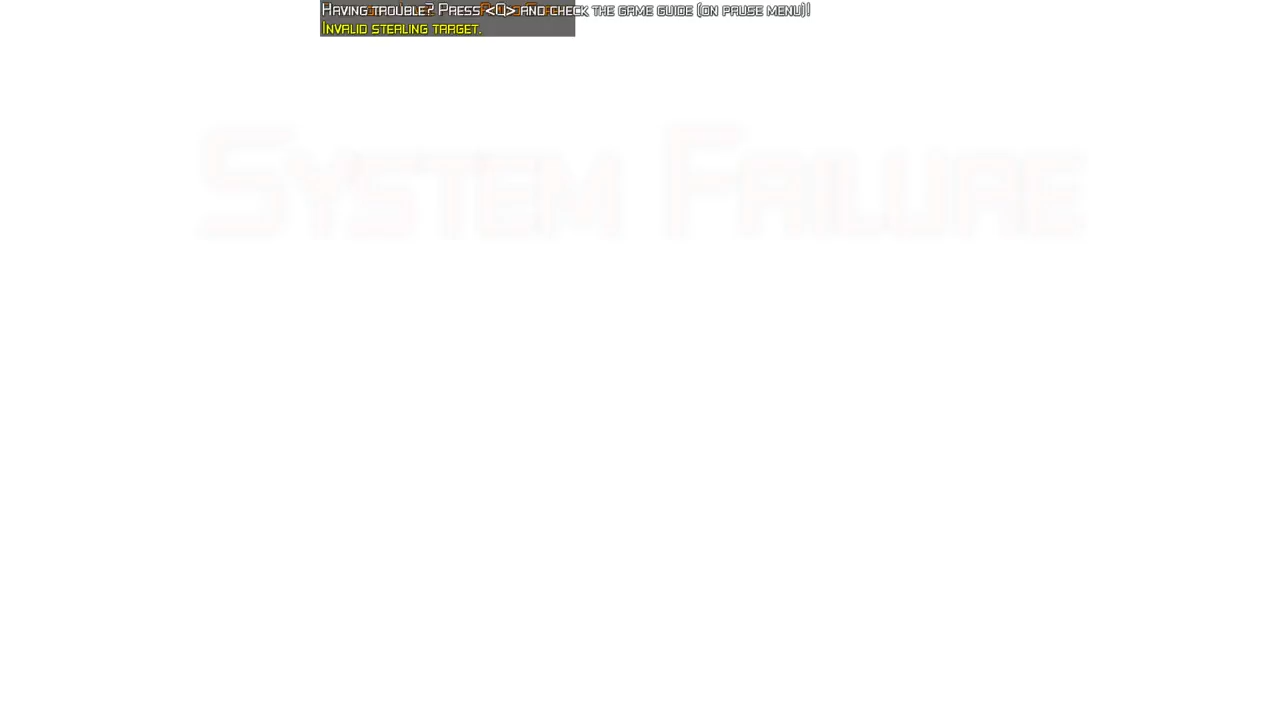 Having trouble? Press <Q> and check the game guide (on pause menu)!
Invalid stealing target.
System Failure